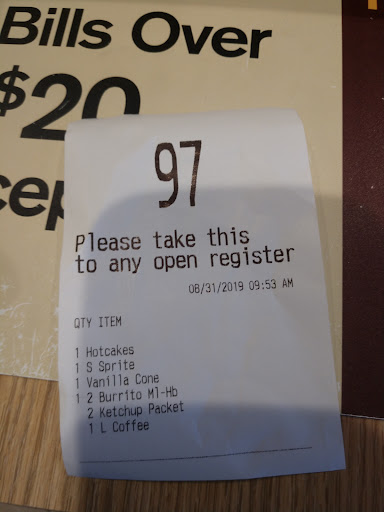 Bills Over
$20
cep
97
Please take this
to any open register
08/31/2019 09:53 AM
QTY ITEM
1 Hotcakes
1 S Sprite
1 Vanilla Cone
1 2 Burrito Ml-Hb
2 Ketchup Packet
1 L Coffee